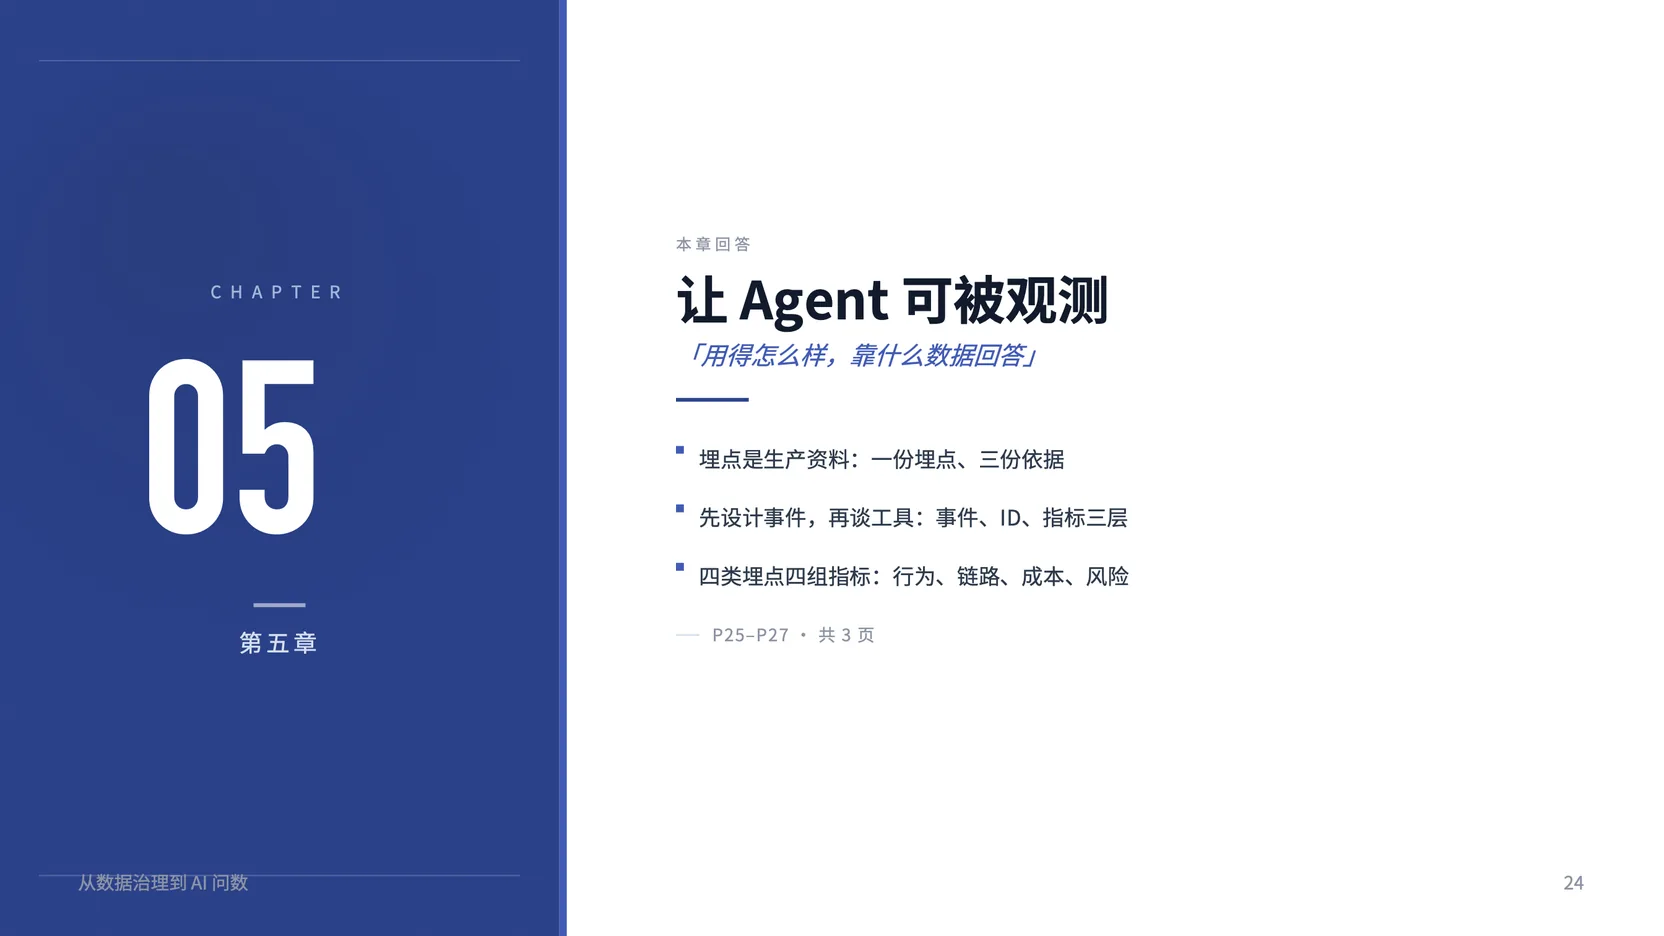 CHAPTER
05
第五章
从数据治理到 AI 问数
本章回答
让 Agent 可被观测
「用得怎么样，靠什么数据回答」
埋点是生产资料：一份埋点、三份依据
先设计事件，再谈工具：事件、ID、指标三层
四类埋点四组指标：行为、链路、成本、风险
P25–P27 · 共 3 页
24